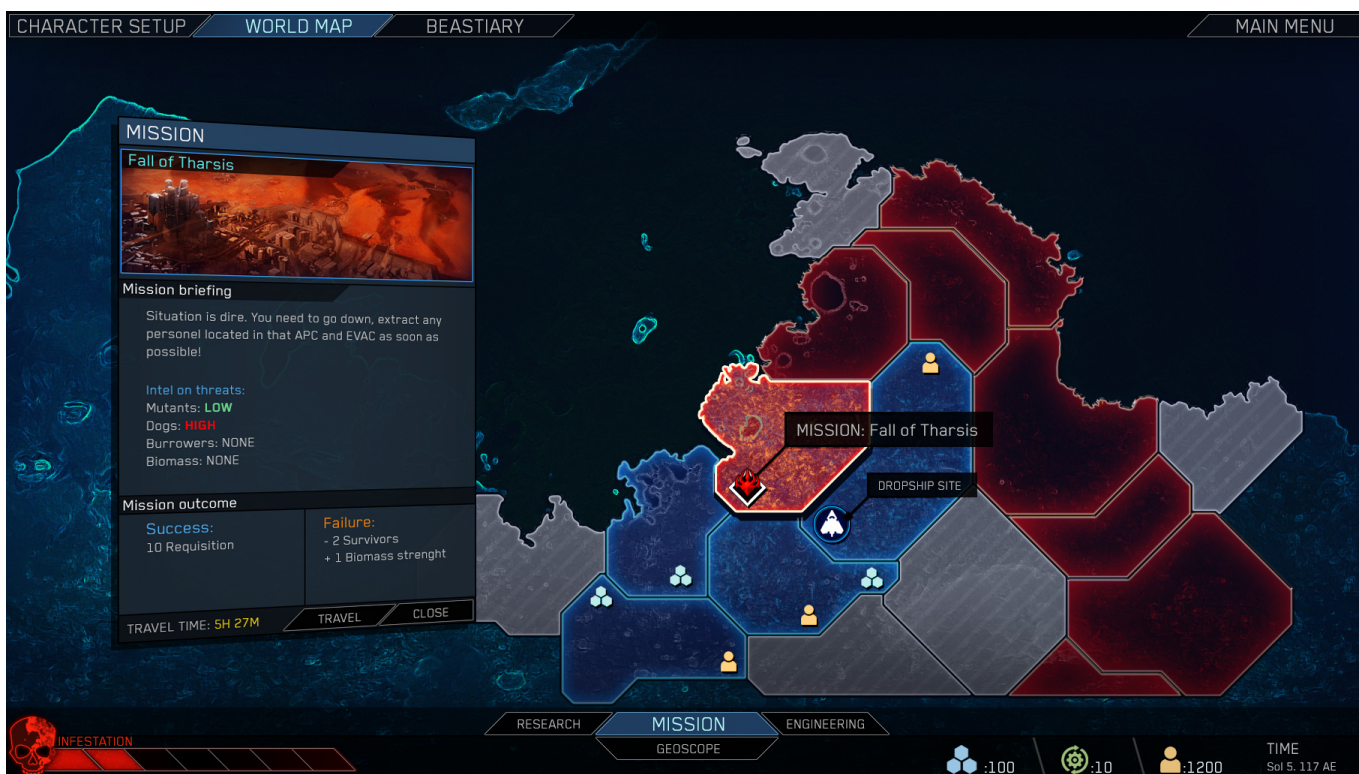 CHARACTER SETUP
WORLD MAP
BEASTIARY
MAIN MENU
MISSION
Fall of Tharsis
Mission briefing
Situation is dire. You need to go down, extract any
personel located in that APC and EVAC as soon as
possible!
Intel on threats:
Mutants: LOW
Dogs: HIGH
Burrowers: NONE
Biomass: NONE
Mission outcome
Success:
10 Requisition
Failure:
- 2 Survivors
+ 1 Biomass strenght
TRAVEL TIME: 5H 27M
TRAVEL
CLOSE
MISSION: Fall of Tharsis
DROPSHIP SITE
INFESTATION
RESEARCH
MISSION
ENGINEERING
GEOSCOPE
:100
:10
:1200
TIME
Sol 5. 117 AE